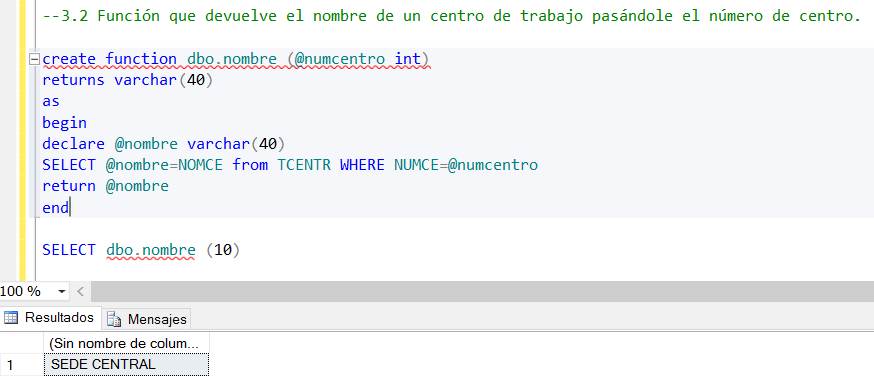 --3.2 Función que devuelve el nombre de un centro de trabajo pasándole el número de centro.
create function dbo.nombre (@numcentro int)
returns varchar(40)
as
begin
declare @nombre varchar(40)
SELECT @nombre=NOMCE from TCENTR WHERE NUMCE=@numcentro
return @nombre
end
SELECT dbo.nombre (10)
100 %
Resultados Mensajes
(Sin nombre de colum...
1 SEDE CENTRAL